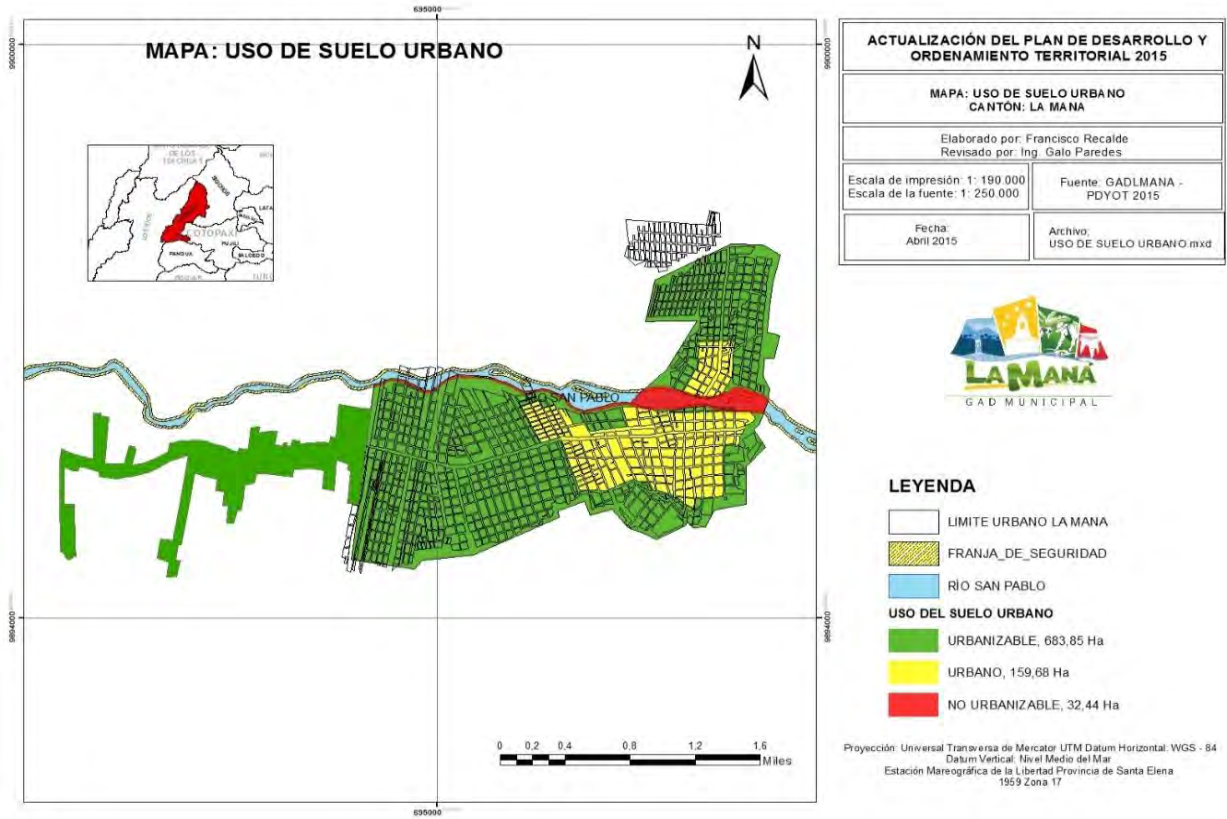 695000
9900000
9900000
MAPA: USO DE SUELO URBANO
N
COTOPAXI
PUJILI
PANGUA
RÍO SAN PABLO
9894000
9894000
0 0,2 0,4 0,8 1,2 1,6
Miles
695000
ACTUALIZACIÓN DEL PLAN DE DESARROLLO Y
ORDENAMIENTO TERRITORIAL 2015
MAPA: USO DE SUELO URBANO
CANTÓN: LA MANA
Elaborado por: Francisco Recalde
Revisado por: Ing. Galo Paredes
Escala de impresión: 1: 190.000
Escala de la fuente: 1: 250.000
Fuente: GADLMANA -
PDYOT 2015
Fecha:
Abril 2015
Archivo:
USO DE SUELO URBANO.mxd
LA MANÁ
GAD MUNICIPAL
LEYENDA
LIMITE URBANO LA MANA
FRANJA_DE_SEGURIDAD
RÍO SAN PABLO
USO DEL SUELO URBANO
URBANIZABLE, 683,85 Ha
URBANO, 159,68 Ha
NO URBANIZABLE, 32,44 Ha
Proyección: Universal Transversa de Mercator UTM Datum Horizontal: WGS - 84
Datum Vertical: Nivel Medio del Mar
Estación Mareográfica de la Libertad Provincia de Santa Elena
1959 Zona 17